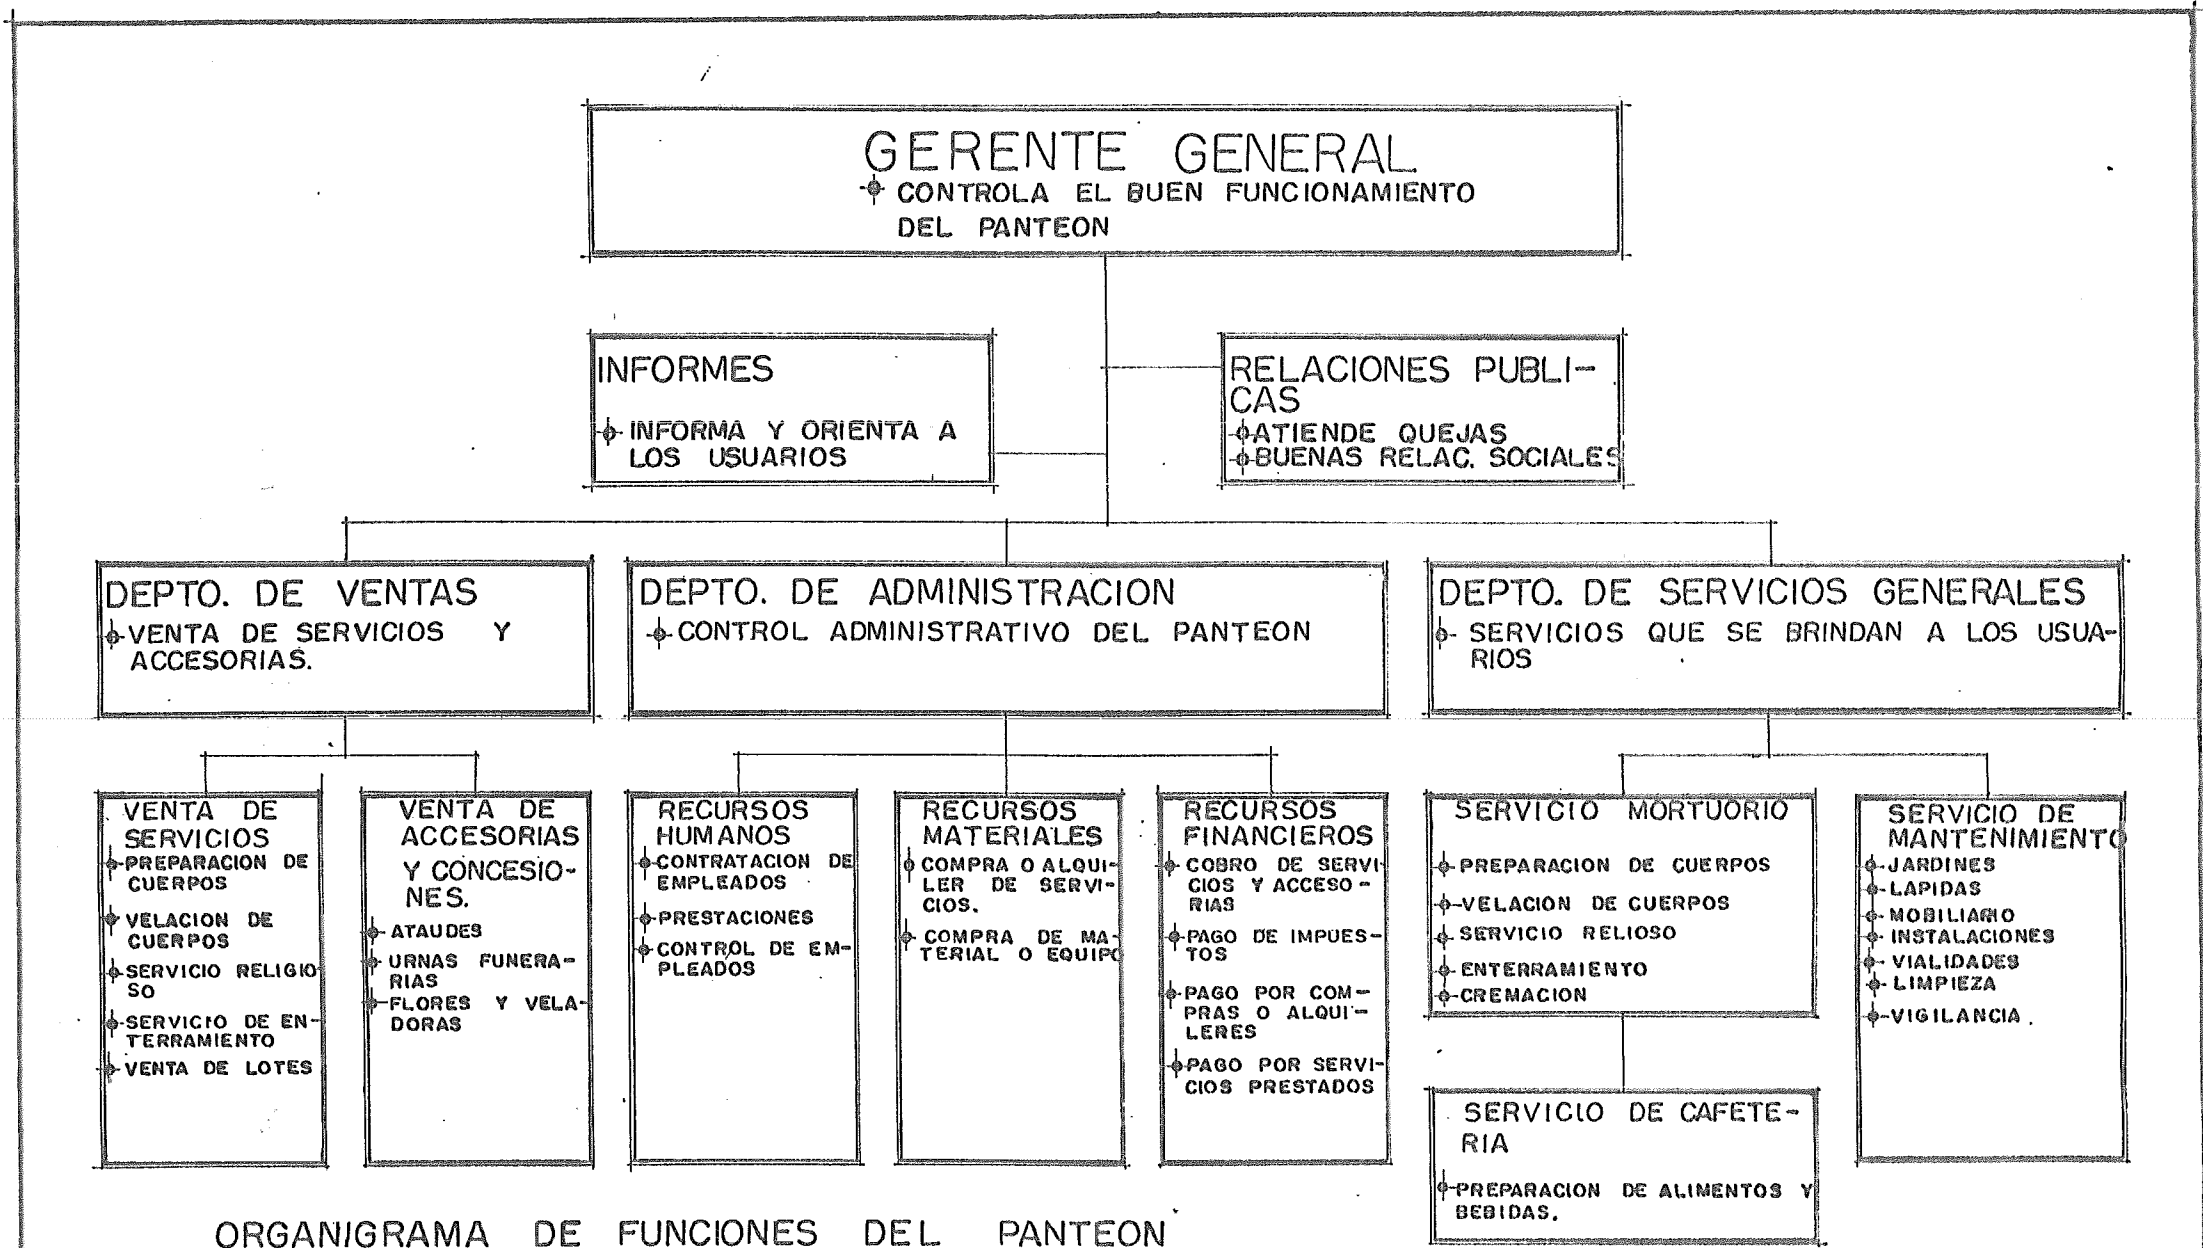 GERENTE GENERAL
CONTROLA EL BUEN FUNCIONAMIENTO
DEL PANTEON
INFORMES
INFORMA Y ORIENTA A
LOS USUARIOS
RELACIONES PUBLI-
CAS
ATIENDE QUEJAS
BUENAS RELAC. SOCIALES
DEPTO. DE VENTAS
VENTA DE SERVICIOS Y
ACCESORIAS.
DEPTO. DE ADMINISTRACION
CONTROL ADMINISTRATIVO DEL PANTEON
DEPTO. DE SERVICIOS GENERALES
SERVICIOS QUE SE BRINDAN A LOS USUA-
RIOS
VENTA DE
SERVICIOS
PREPARACION DE
CUERPOS
VELACION DE
CUERPOS
SERVICIO RELIGIO
SO
SERVICIO DE EN-
TERRAMIENTO
VENTA DE LOTES
VENTA DE
ACCESORIAS
Y CONCESIO-
NES.
ATAUDES
URNAS FUNERA-
RIAS
FLORES Y VELA-
DORAS
RECURSOS
HUMANOS
CONTRATACION DE
EMPLEADOS
PRESTACIONES
CONTROL DE EM-
PLEADOS
RECURSOS
MATERIALES
COMPRA O ALQUI-
LER DE SERVI-
CIOS.
COMPRA DE MA-
TERIAL O EQUIPO
RECURSOS
FINANCIEROS
COBRO DE SERVI
CIOS Y ACCESO-
RIAS
PAGO DE IMPUES-
TOS
PAGO POR COM-
PRAS O ALQUI-
LERES
PAGO POR SERVI-
CIOS PRESTADOS
SERVICIO MORTUORIO
PREPARACION DE CUERPOS
VELACION DE CUERPOS
SERVICIO RELIOSO
ENTERRAMIENTO
CREMACION
SERVICIO DE CAFETE-
RIA
PREPARACION DE ALIMENTOS Y
BEBIDAS.
SERVICIO DE
MANTENIMIENTO
JARDINES
LAPIDAS
MOBILIARIO
INSTALACIONES
VIALIDADES
LIMPIEZA
VIGILANCIA.
ORGANIGRAMA DE FUNCIONES DEL PANTEON